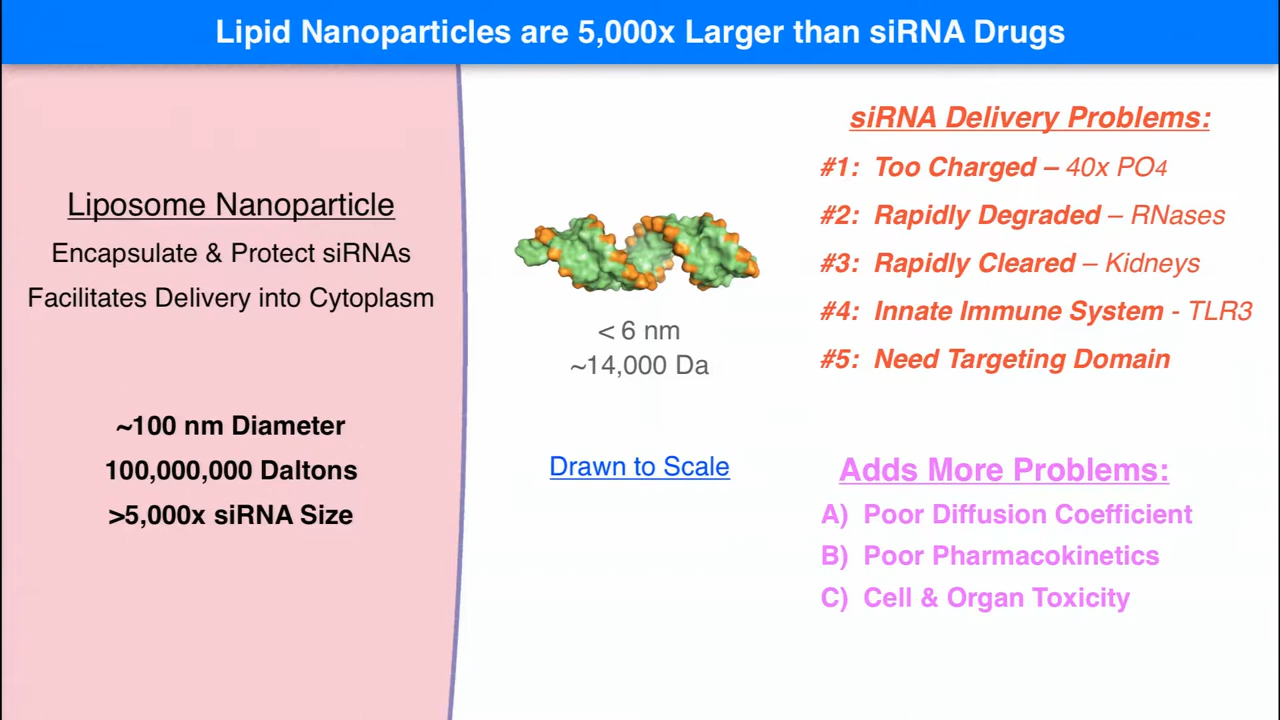 Lipid Nanoparticles are 5,000x Larger than siRNA Drugs
Liposome Nanoparticle
Encapsulate & Protect siRNAs
Facilitates Delivery into Cytoplasm
~100 nm Diameter
100,000,000 Daltons
>5,000x siRNA Size
< 6 nm
~14,000 Da
Drawn to Scale
siRNA Delivery Problems:
#1: Too Charged – 40x PO4
#2: Rapidly Degraded – RNases
#3: Rapidly Cleared – Kidneys
#4: Innate Immune System - TLR3
#5: Need Targeting Domain
Adds More Problems:
A) Poor Diffusion Coefficient
B) Poor Pharmacokinetics
C) Cell & Organ Toxicity